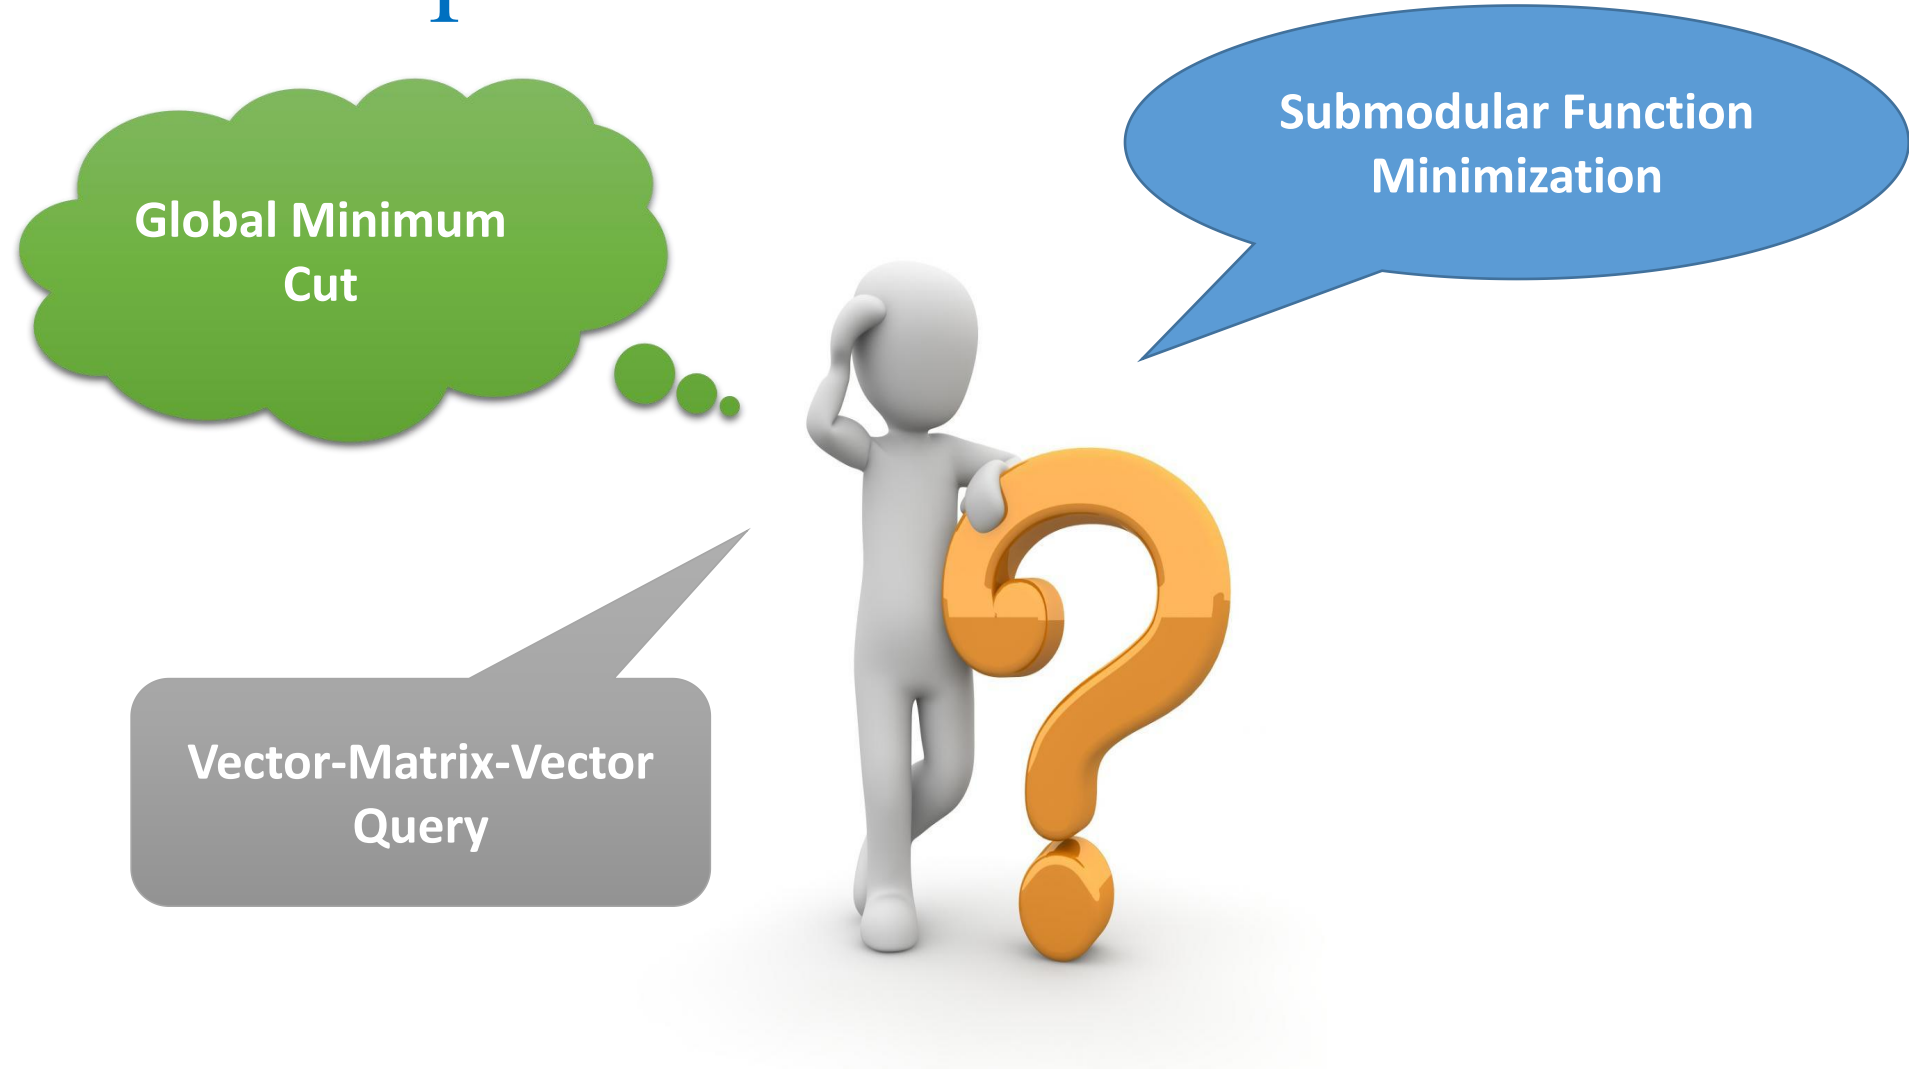 Global Minimum
Cut
Submodular Function
Minimization
Vector-Matrix-Vector
Query